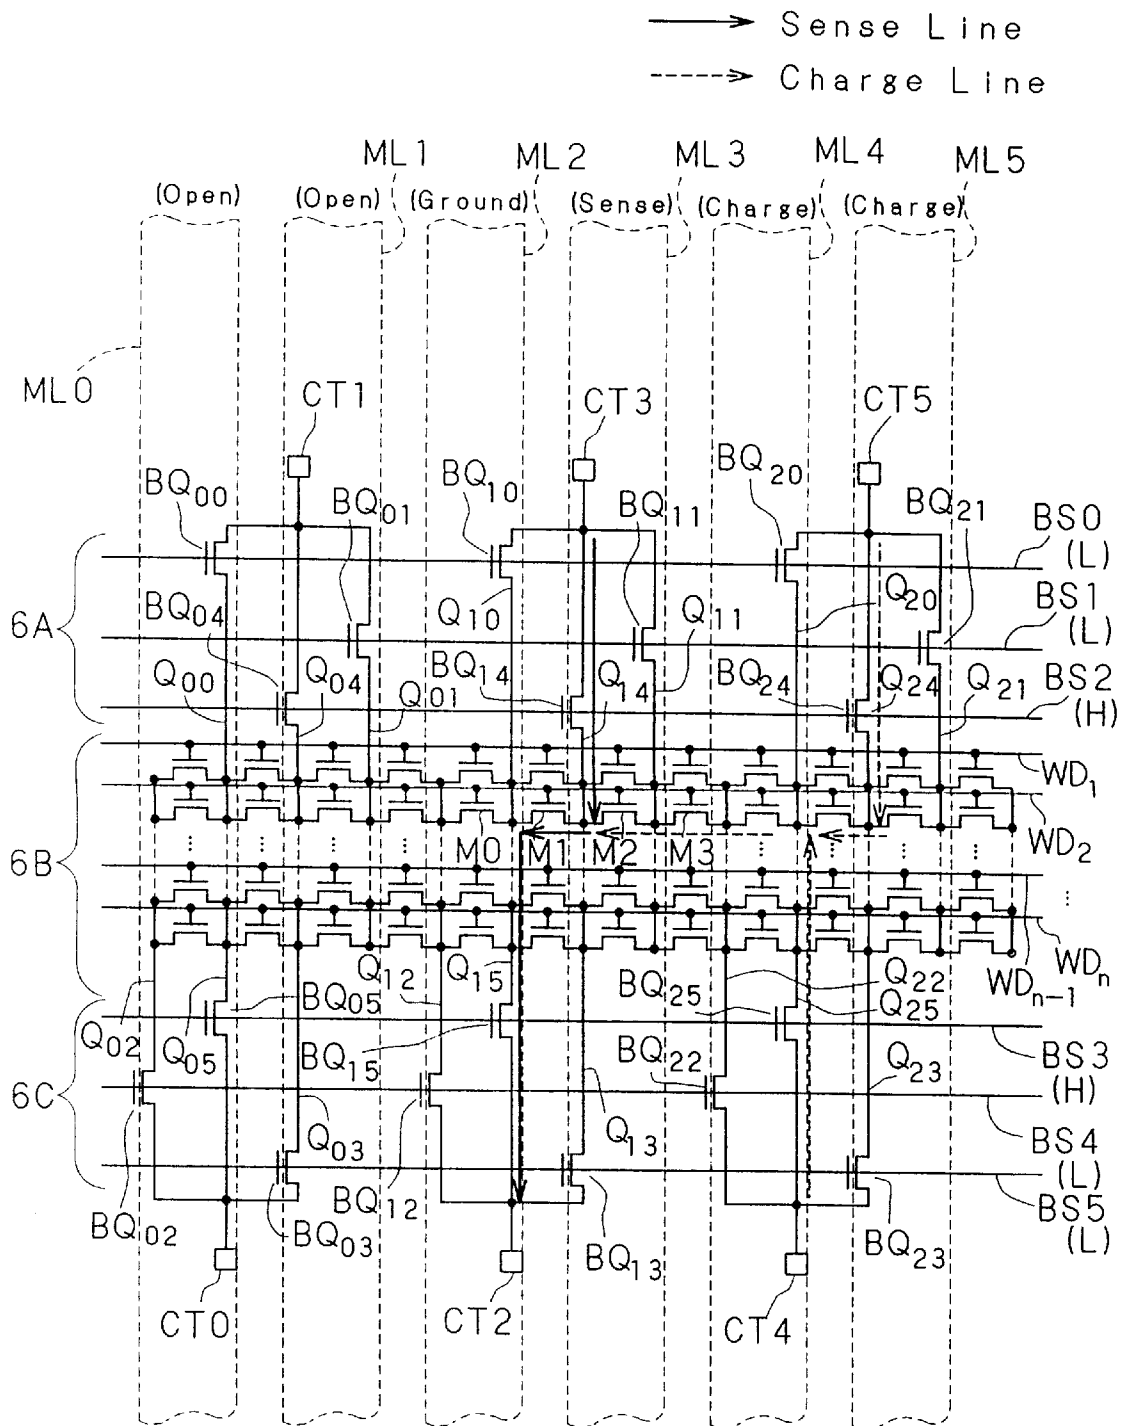 Sense Line
Charge Line
ML1 ML2 ML3 ML4 ML5
(Open) (Open) (Ground) (Sense) (Charge) (Charge)
ML0
CT1 CT3 CT5
BQ00 BQ01 BQ10 BQ11 BQ20 BQ21 BS0
(L)
6A BQ04 Q10 Q11 Q20 BS1
(L)
Q00 Q04 Q01 BQ14 Q14 BQ24 Q24 Q21 BS2
(H)
WD1
WD2
6B M0 M1 M2 M3
WDn-1 WDn
Q02 Q05 BQ05 Q12 Q15 BQ25 Q22 Q25
BQ15 BQ22 Q23 BS3
(H)
6C Q03 Q13 BS4
(L)
BQ02 BQ03 BQ12 BQ13 BQ23 BS5
(L)
CT0 CT2 CT4